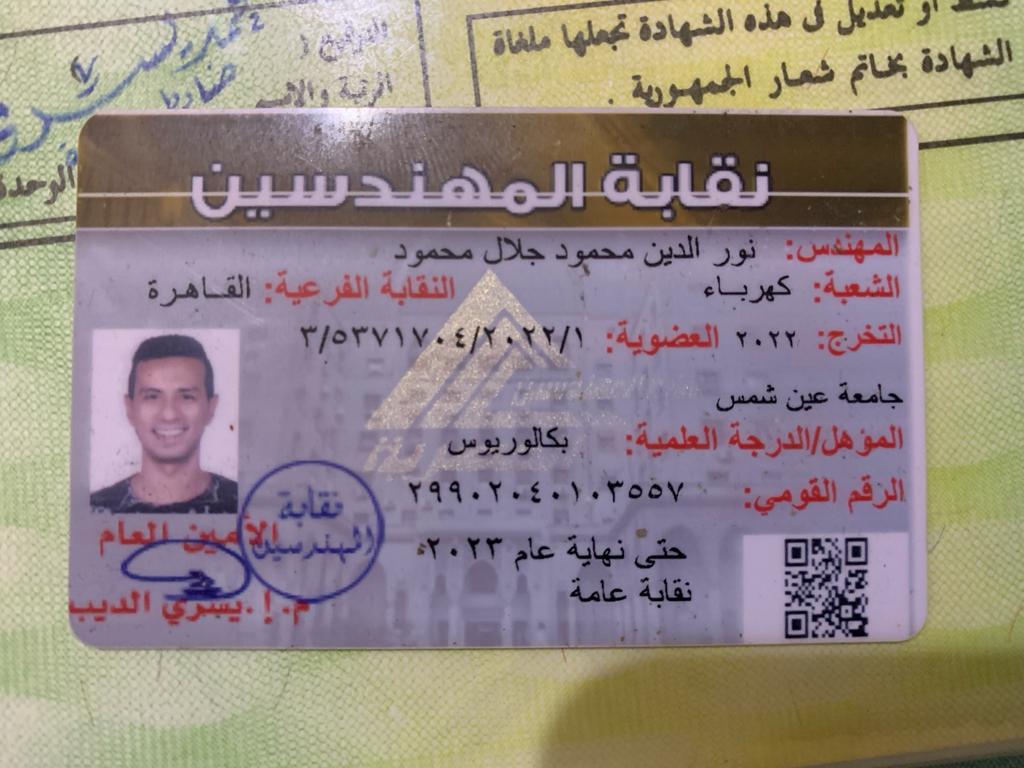 أو تعديل فى هذه الشهادة تجعلها ملغاة
الشهادة بخاتم شعار الجمهورية .
التوقيع (
الرتبة والاسم
الوحدة
نقابة المهندسين
المهندس: نور الدين محمود جلال محمود
الشعبة: كهرباء النقابة الفرعية: القاهرة
التخرج: ٢٠٢٢ العضوية: ٣/٥٣٧١٧٠٤/٢٠٢٢/١
جامعة عين شمس
المؤهل/الدرجة العلمية: بكالوريوس
الرقم القومي: ٢٩٩٠٢٠٤٠١٠٣٥٥٧
حتى نهاية عام ٢٠٢٣
نقابة عامة
نقابة
المهندسين
الأمين العام
م.إ.يسري الديب